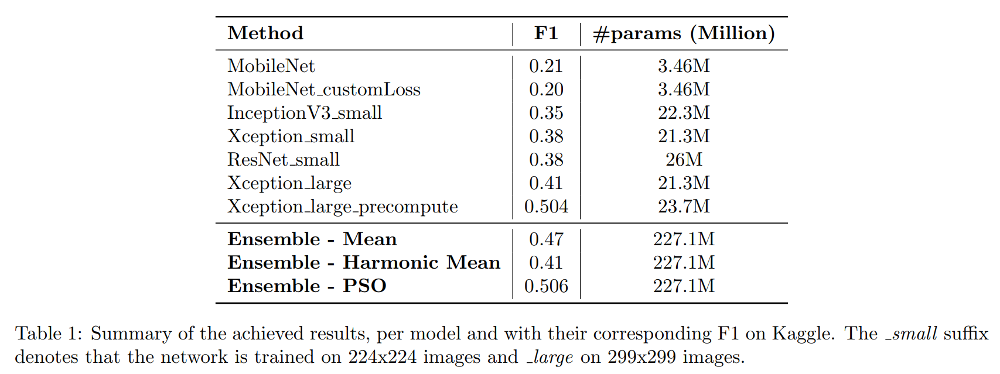 Method F1 #params (Million)
MobileNet 0.21 3.46M
MobileNet_customLoss 0.20 3.46M
InceptionV3_small 0.35 22.3M
Xception_small 0.38 21.3M
ResNet_small 0.38 26M
Xception_large 0.41 21.3M
Xception_large_precompute 0.504 23.7M
Ensemble - Mean 0.47 227.1M
Ensemble - Harmonic Mean 0.41 227.1M
Ensemble - PSO 0.506 227.1M
Table 1: Summary of the achieved results, per model and with their corresponding F1 on Kaggle. The _small suffix
denotes that the network is trained on 224x224 images and _large on 299x299 images.